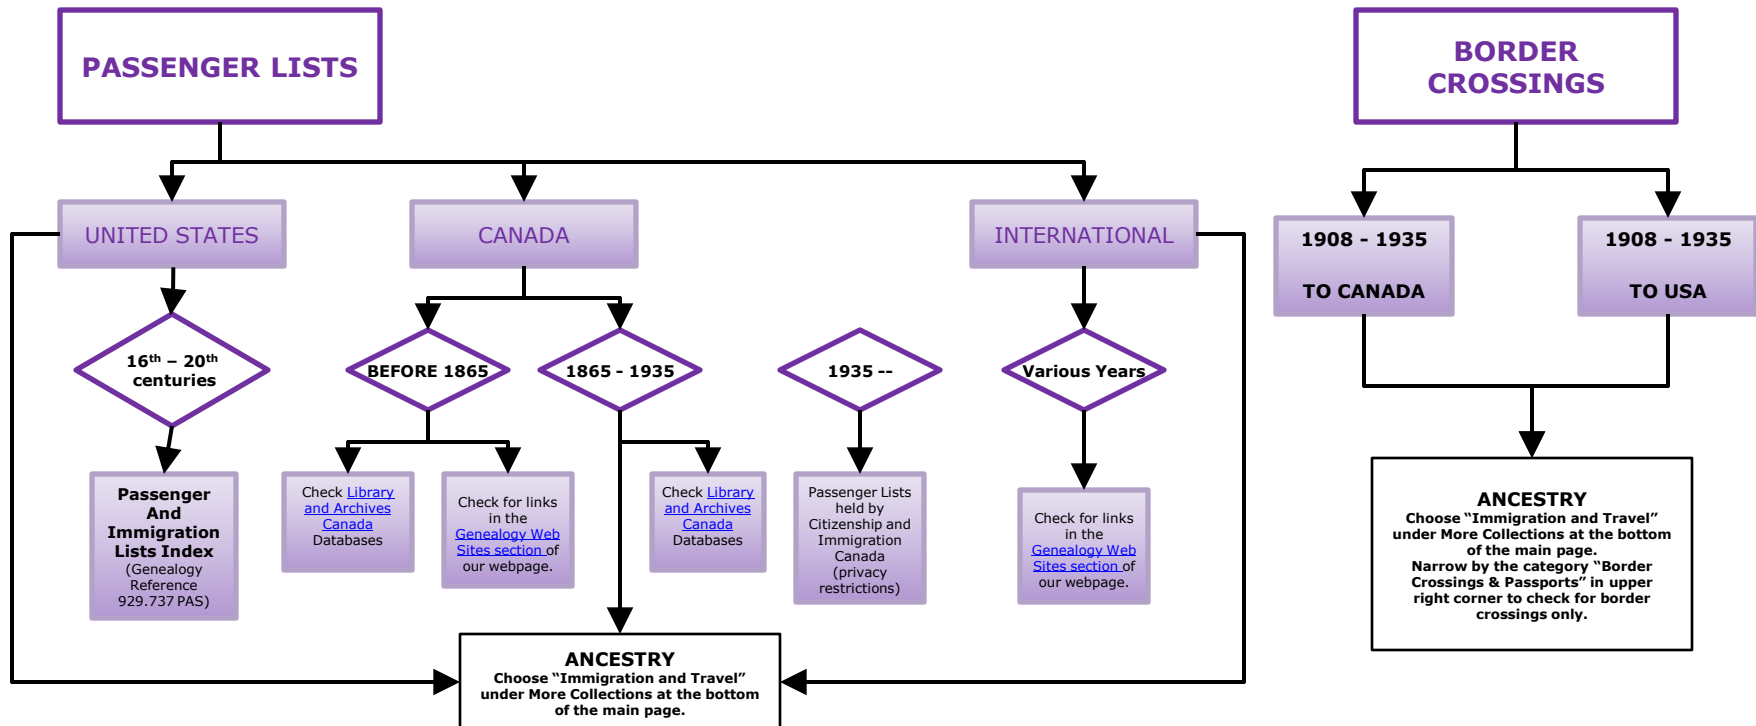 PASSENGER LISTS
BORDER
CROSSINGS
UNITED STATES
CANADA
INTERNATIONAL
1908 - 1935
TO CANADA
1908 - 1935
TO USA
16th – 20th
centuries
BEFORE 1865
1865 - 1935
1935 --
Various Years
Passenger
And
Immigration
Lists Index
(Genealogy
Reference
929.737 PAS)
Check Library
and Archives
Canada
Databases
Check for links
in the
Genealogy Web
Sites section of
our webpage.
Check Library
and Archives
Canada
Databases
Passenger Lists
held by
Citizenship and
Immigration
Canada
(privacy
restrictions)
Check for links
in the
Genealogy Web
Sites section of
our webpage.
ANCESTRY
Choose “Immigration and Travel”
under More Collections at the bottom
of the main page.
Narrow by the category “Border
Crossings & Passports” in upper
right corner to check for border
crossings only.
ANCESTRY
Choose “Immigration and Travel”
under More Collections at the bottom
of the main page.